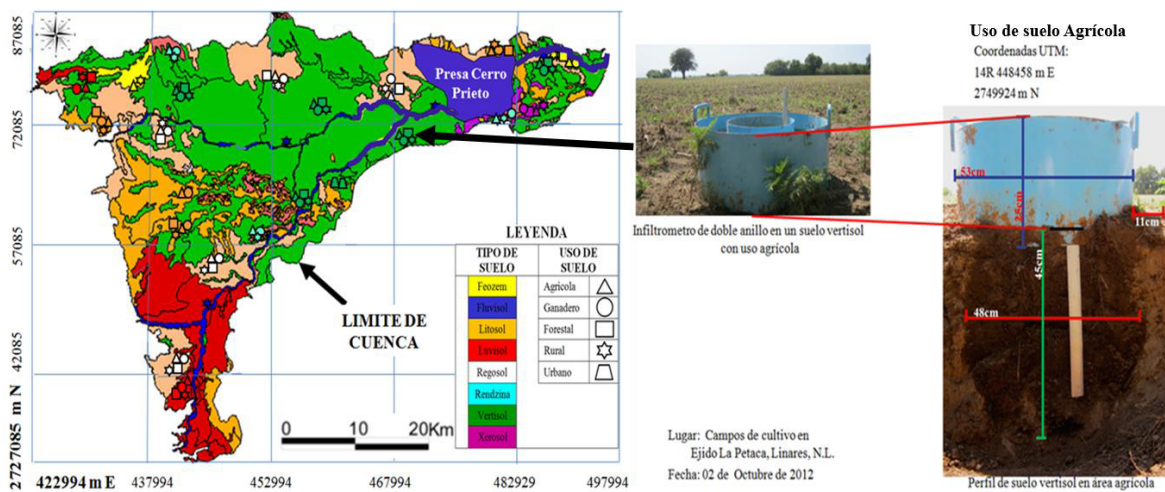 87085
72085
57085
42085
2727085 m N
422994 m E
437994
452994
467994
482929
497994
Presa Cerro
Prieto
LIMITE DE
CUENCA
0 10 20Km
LEYENDA
TIPO DE
SUELO
USO DE
SUELO
Feozem
Agrícola
Fluvisol
Ganadero
Litosol
Forestal
Luvisol
Rural
Regosol
Urbano
Rendzina
Vertisol
Xerosol
Infiltrometro de doble anillo en un suelo vertisol
con uso agrícola
Uso de suelo Agrícola
Coordenadas UTM:
14R 448458 m E
2749924 m N
53cm
25cm
11cm
45cm
48cm
Lugar: Campos de cultivo en
Ejido La Petaca, Linares, N.L.
Fecha: 02 de Octubre de 2012
Perfil de suelo vertisol en área agrícola